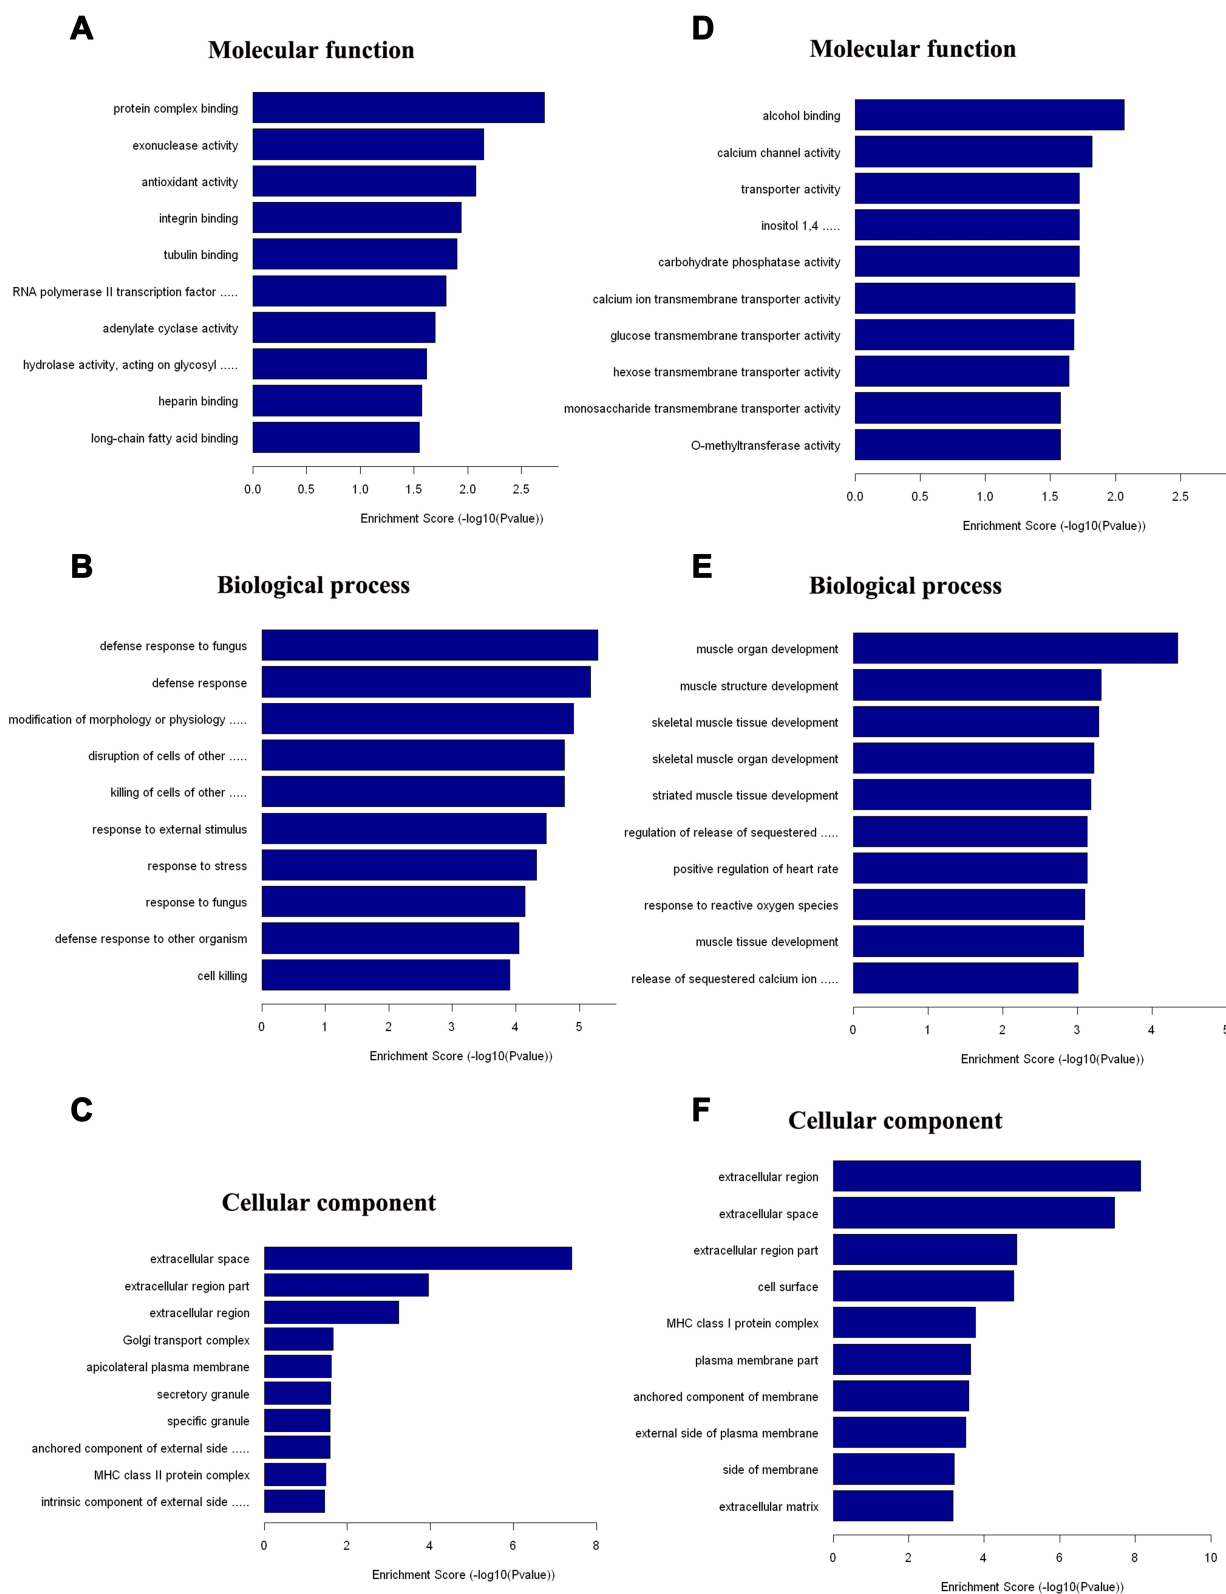 A
Molecular function
protein complex binding
exonuclease activity
antioxidant activity
integrin binding
tubulin binding
RNA polymerase II transcription factor .....
adenylate cyclase activity
hydrolase activity, acting on glycosyl .....
heparin binding
long-chain fatty acid binding
0.0 0.5 1.0 1.5 2.0 2.5
Enrichment Score (-log10(Pvalue))
D
Molecular function
alcohol binding
calcium channel activity
transporter activity
inositol 1,4 .....
carbohydrate phosphatase activity
calcium ion transmembrane transporter activity
glucose transmembrane transporter activity
hexose transmembrane transporter activity
monosaccharide transmembrane transporter activity
O-methyltransferase activity
0.0 0.5 1.0 1.5 2.0 2.5
Enrichment Score (-log10(Pvalue))
B
Biological process
defense response to fungus
defense response
modification of morphology or physiology .....
disruption of cells of other .....
killing of cells of other .....
response to external stimulus
response to stress
response to fungus
defense response to other organism
cell killing
0 1 2 3 4 5
Enrichment Score (-log10(Pvalue))
E
Biological process
muscle organ development
muscle structure development
skeletal muscle tissue development
skeletal muscle organ development
striated muscle tissue development
regulation of release of sequestered .....
positive regulation of heart rate
response to reactive oxygen species
muscle tissue development
release of sequestered calcium ion .....
0 1 2 3 4 5
Enrichment Score (-log10(Pvalue))
C
Cellular component
extracellular space
extracellular region part
extracellular region
Golgi transport complex
apicolateral plasma membrane
secretory granule
specific granule
anchored component of external side .....
MHC class II protein complex
intrinsic component of external side .....
0 2 4 6 8
Enrichment Score (-log10(Pvalue))
F
Cellular component
extracellular region
extracellular space
extracellular region part
cell surface
MHC class I protein complex
plasma membrane part
anchored component of membrane
external side of plasma membrane
side of membrane
extracellular matrix
0 2 4 6 8 10
Enrichment Score (-log10(Pvalue))